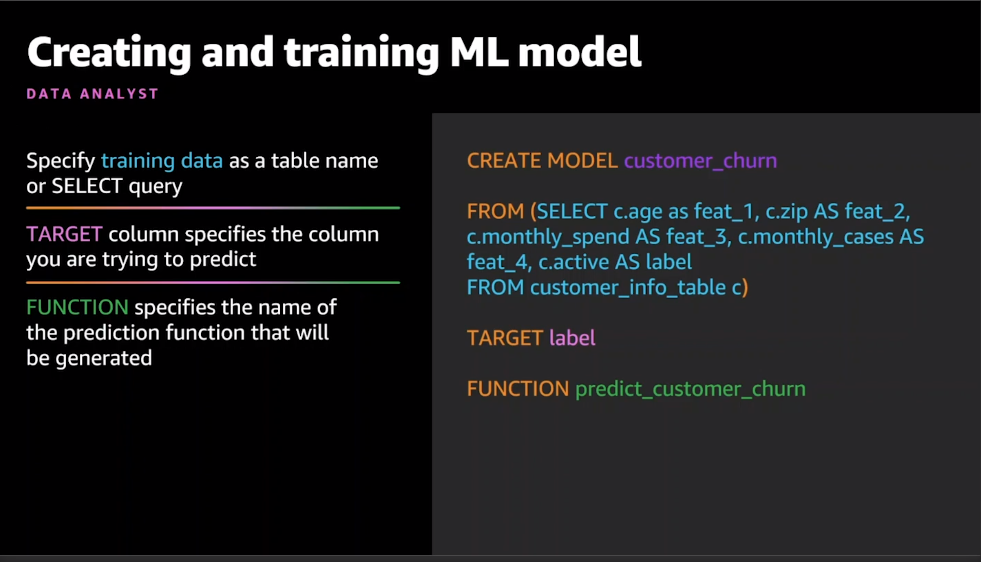 Creating and training ML model
DATA ANALYST
Specify training data as a table name
or SELECT query
TARGET column specifies the column
you are trying to predict
FUNCTION specifies the name of
the prediction function that will
be generated
CREATE MODEL customer_churn
FROM (SELECT c.age as feat_1, c.zip AS feat_2,
c.monthly_spend AS feat_3, c.monthly_cases AS
feat_4, c.active AS label
FROM customer_info_table c)
TARGET label
FUNCTION predict_customer_churn